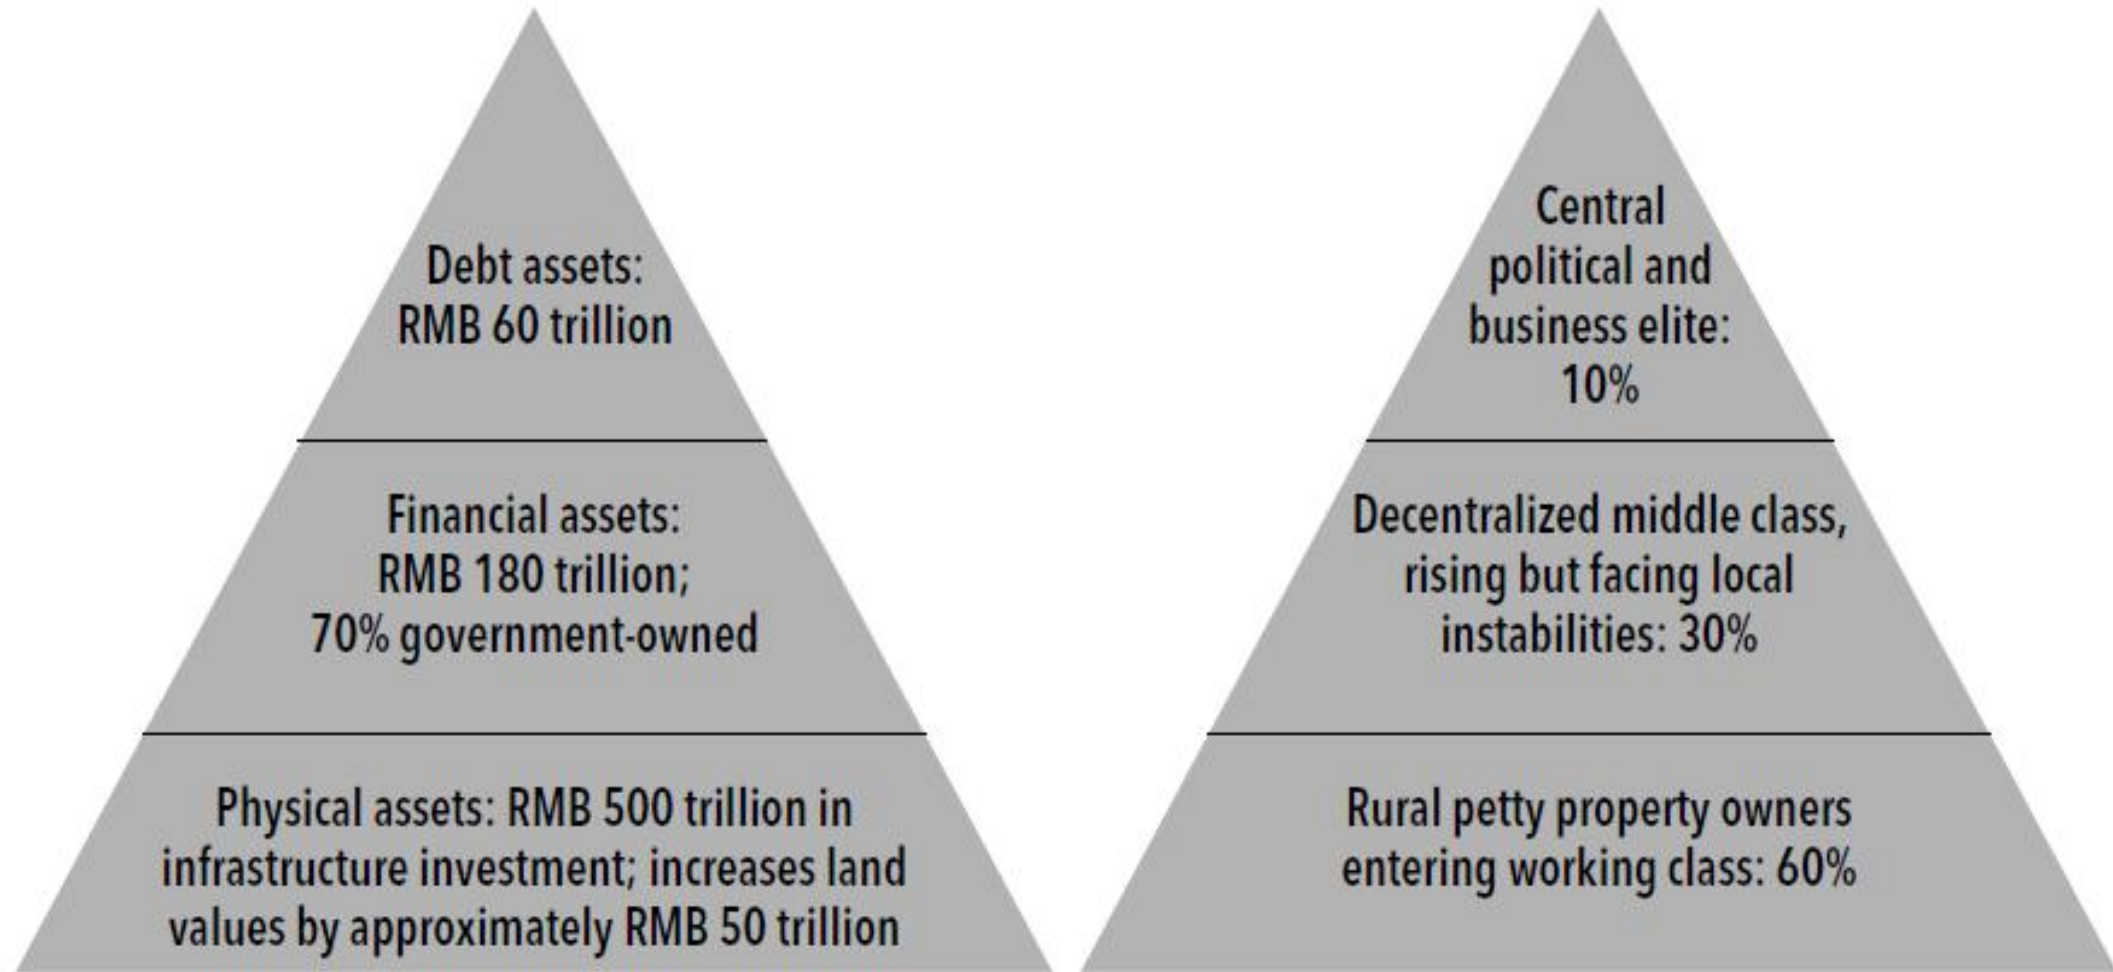 Debt assets:
RMB 60 trillion
Financial assets:
RMB 180 trillion;
70% government-owned
Physical assets: RMB 500 trillion in
infrastructure investment; increases land
values by approximately RMB 50 trillion
Central
political and
business elite:
10%
Decentralized middle class,
rising but facing local
instabilities: 30%
Rural petty property owners
entering working class: 60%